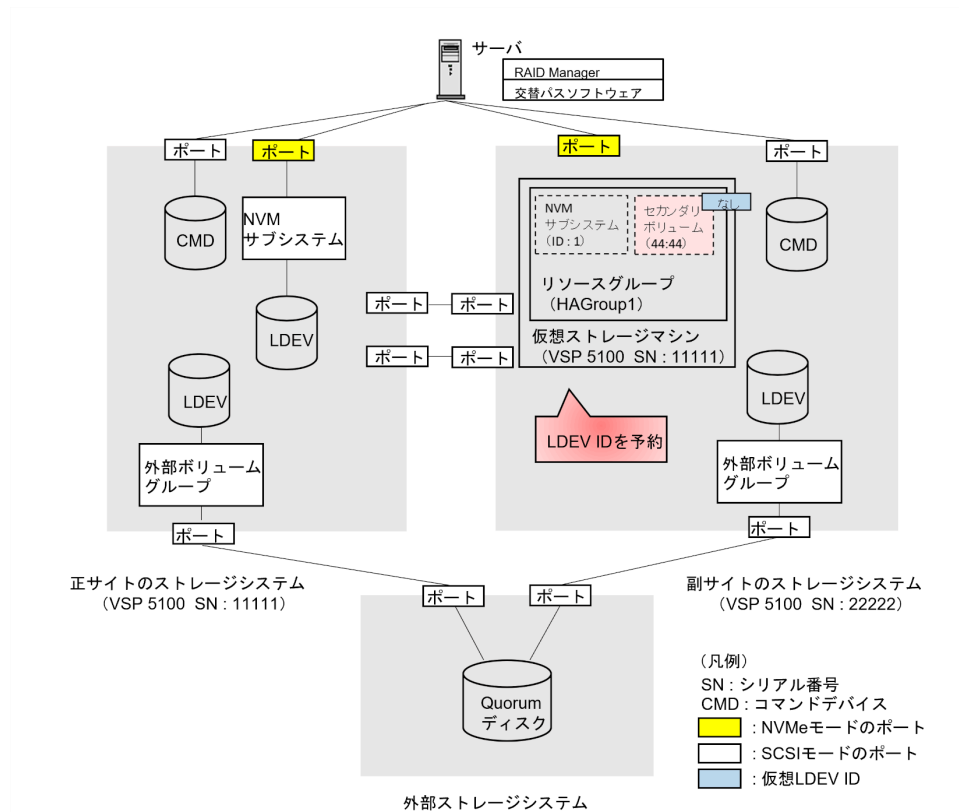 サーバ
RAID Manager
交替パスソフトウェア
ポート
ポート
ポート
ポート
CMD
NVM
サブシステム
LDEV
LDEV
外部ボリューム
グループ
ポート
ポート
ポート
ポート
ポート
NVM
サブシステム
(ID : 1)
セカンダリ
ボリューム
(44:44)
なし
リソースグループ
(HAGroup1)
仮想ストレージマシン
(VSP 5100 SN : 11111)
CMD
LDEV IDを予約
LDEV
外部ボリューム
グループ
ポート
正サイトのストレージシステム
(VSP 5100 SN : 11111)
副サイトのストレージシステム
(VSP 5100 SN : 22222)
ポート
ポート
Quorum
ディスク
外部ストレージシステム
(凡例)
SN : シリアル番号
CMD : コマンドデバイス
: NVMeモードのポート
: SCSIモードのポート
: 仮想LDEV ID